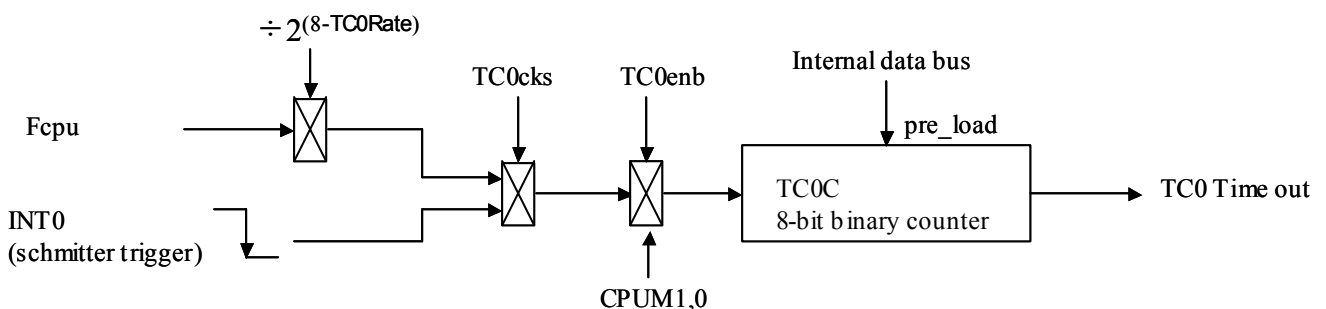 ÷2(8-TC0Rate)
TC0cks
TC0enb
Internal data bus
Fcpu
pre_load
INT0
(schmitter trigger)
TC0C
8-bit binary counter
TC0 Time out
CPUM1,0